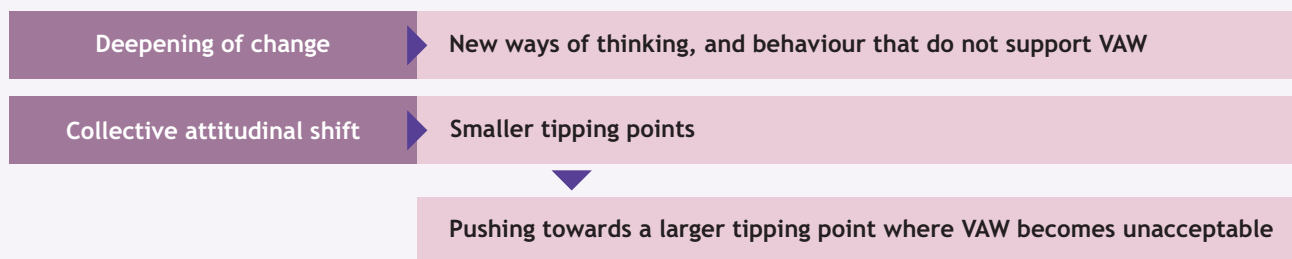 Deepening of change
New ways of thinking, and behaviour that do not support VAW
Collective attitudinal shift
Smaller tipping points
Pushing towards a larger tipping point where VAW becomes unacceptable